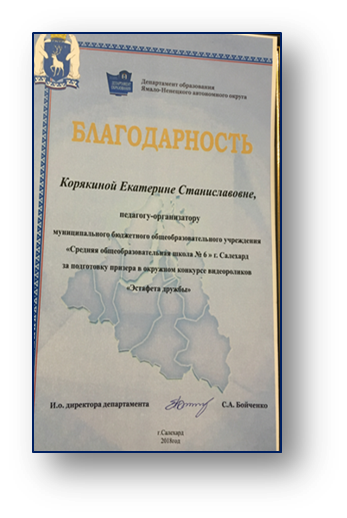 Департамент образования
Ямало-Ненецкого автономного округа
БЛАГОДАРНОСТЬ
Корякиной Екатерине Станиславовне,
педагогу-организатору
муниципального бюджетного общеобразовательного учреждения
«Средняя общеобразовательная школа № 6 » г. Салехард
за подготовку призера в окружном конкурсе видеороликов
«Эстафета дружбы»
И.о. директора департамента С.А. Бойченко
г.Салехард
2018год